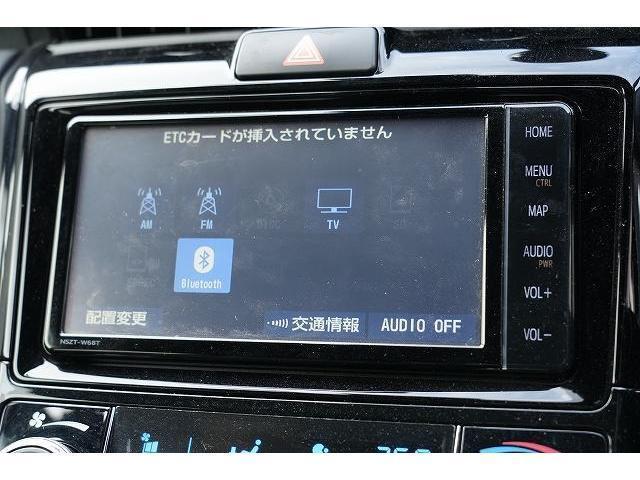 ETCカードが挿入されていません
HOME
MENU
CTRL
MAP
AUDIO
PWR
VOL+
VOL−
AM
FM
DISC
TV
SD
Bluetooth
配置変更
交通情報
AUDIO OFF
NSZT-W68T